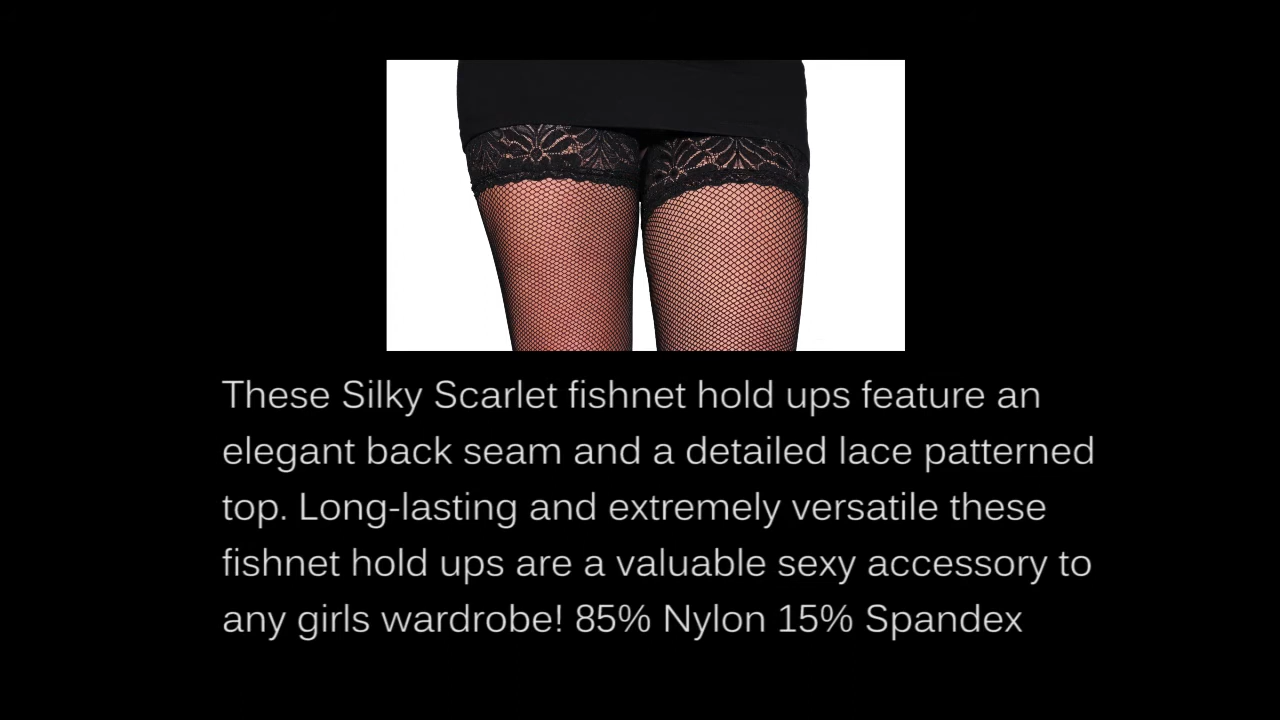 These Silky Scarlet fishnet hold ups feature an
elegant back seam and a detailed lace patterned
top. Long-lasting and extremely versatile these
fishnet hold ups are a valuable sexy accessory to
any girls wardrobe! 85% Nylon 15% Spandex